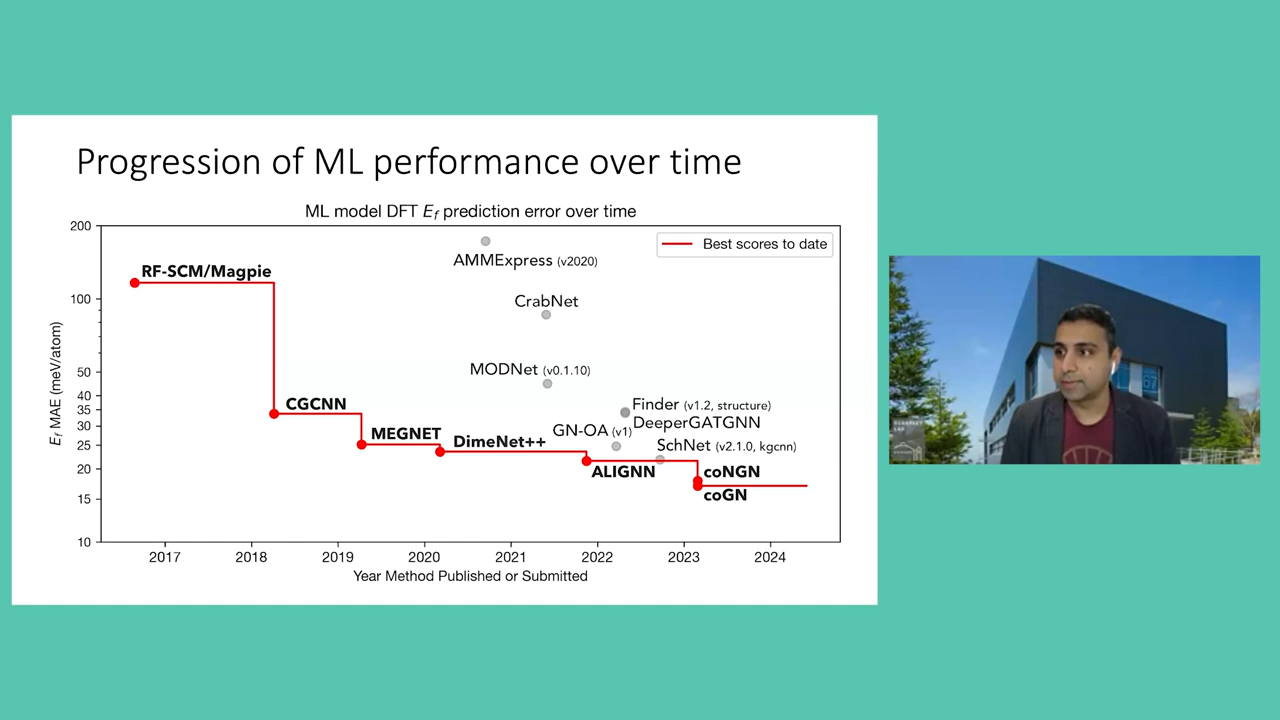 Progression of ML performance over time
ML model DFT Ef prediction error over time
200
100
50
40
35
30
25
20
15
10
Ef MAE (meV/atom)
Best scores to date
AMMExpress (v2020)
RF-SCM/Magpie
CrabNet
MODNet (v0.1.10)
CGCNN
Finder (v1.2, structure)
DeeperGATGNN
GN-OA (v1)
MEGNET
DimeNet++
SchNet (v2.1.0, kgcnn)
ALIGNN
coNGN
coGN
2017 2018 2019 2020 2021 2022 2023 2024
Year Method Published or Submitted
67
BERKELEY
LAB